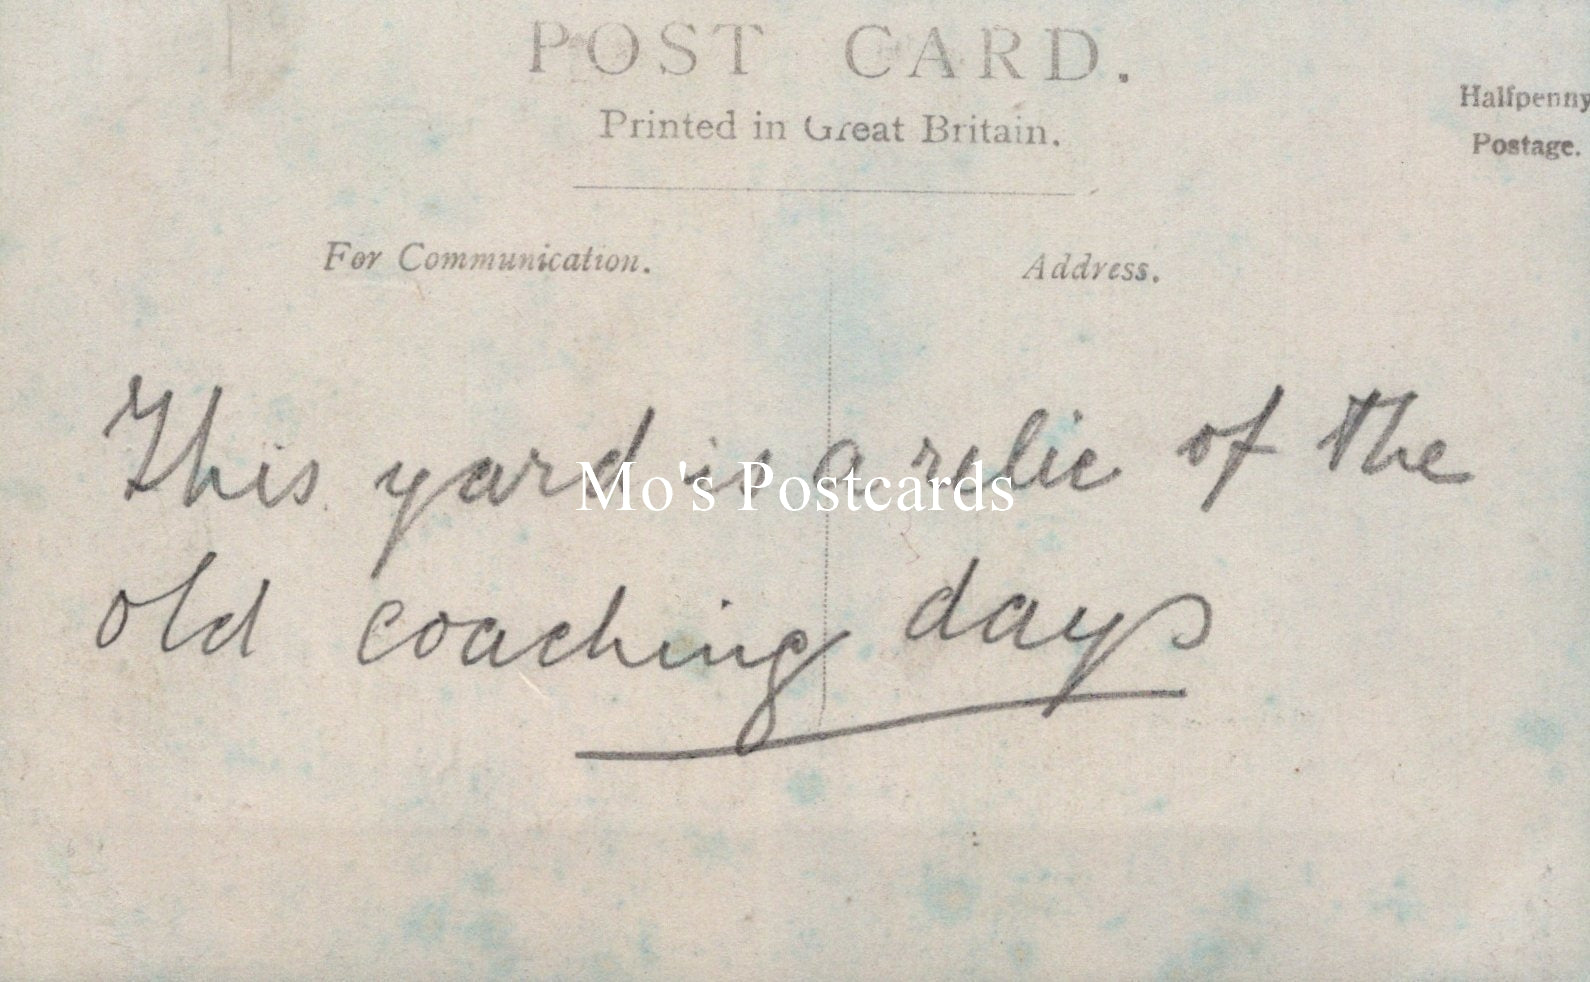 POST CARD.
Printed in Great Britain.
Halfpenny
Postage.
For Communication.
Address.
This yard is a relic of the
Mo's Postcards
old coaching days